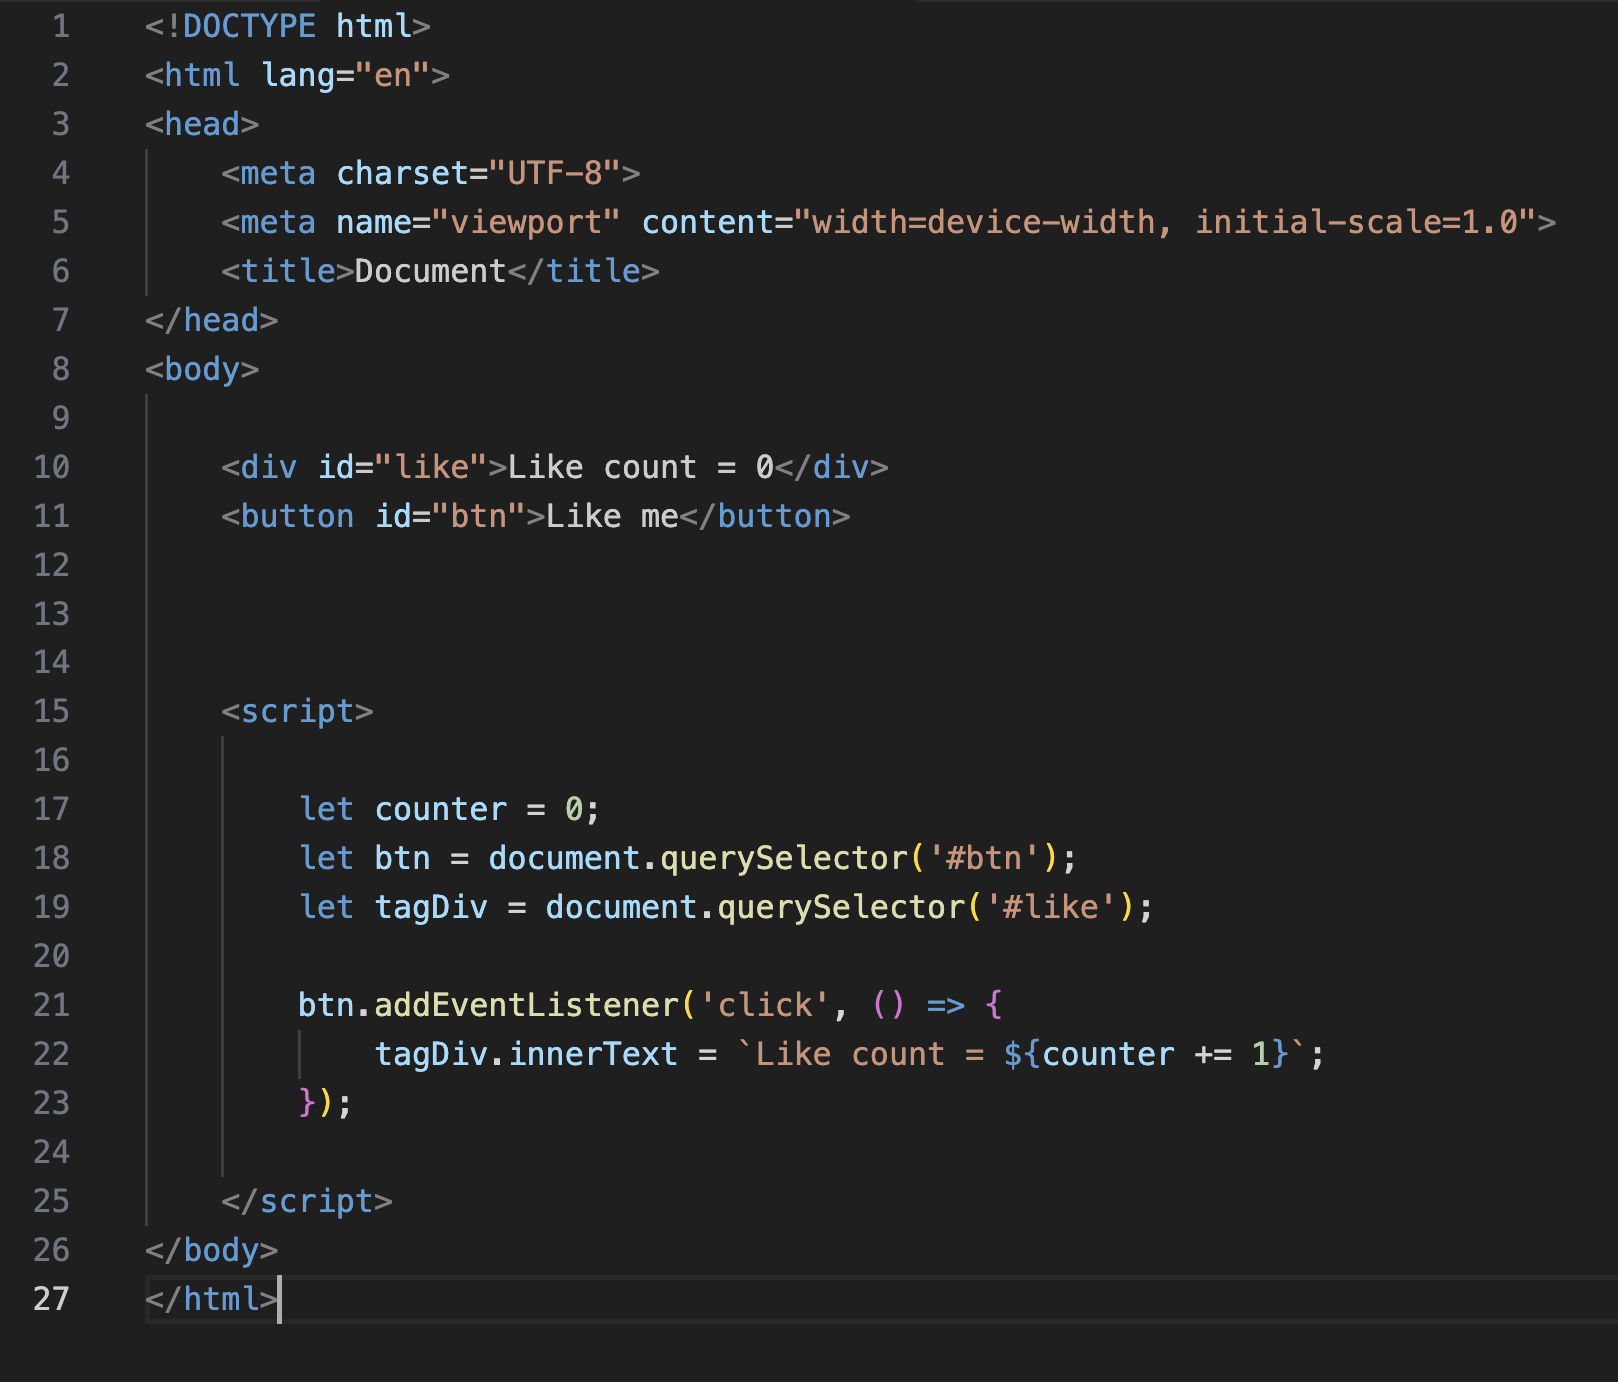 1 <!DOCTYPE html>
2 <html lang="en">
3 <head>
4     <meta charset="UTF-8">
5     <meta name="viewport" content="width=device-width, initial-scale=1.0">
6     <title>Document</title>
7 </head>
8 <body>
9
10     <div id="like">Like count = 0</div>
11     <button id="btn">Like me</button>
12
13
14
15     <script>
16
17         let counter = 0;
18         let btn = document.querySelector('#btn');
19         let tagDiv = document.querySelector('#like');
20
21         btn.addEventListener('click', () => {
22             tagDiv.innerText = `Like count = ${counter += 1}`;
23         });
24
25     </script>
26 </body>
27 </html>